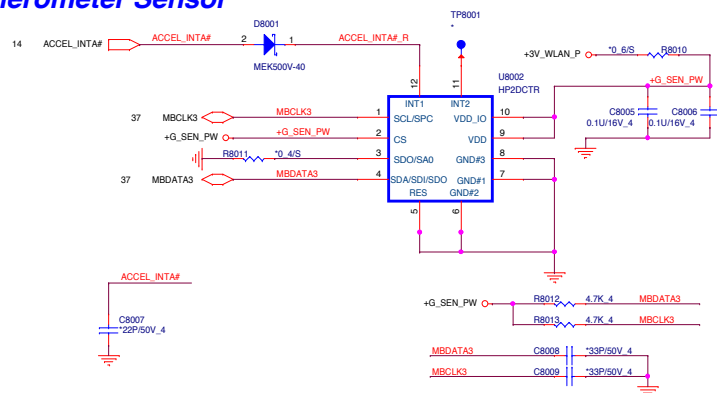 erometer Sensor
D8001
TP8001
*
14 ACCEL_INTA# ACCEL_INTA# 2 1 ACCEL_INTA#_R
MEK500V-40
+3V_WLAN_P *0_6/S R8010
12 11
U8002
HP2DCTR
+G_SEN_PW
INT1 INT2
37 MBCLK3 MBCLK3 1 SCL/SPC VDD_IO 10
C8005 C8006
0.1U/16V_4 0.1U/16V_4
+G_SEN_PW +G_SEN_PW 2 CS VDD 9
R8011 *0_4/S 3 SDO/SA0 GND#3 8
37 MBDATA3 MBDATA3 4 SDA/SDI/SDO GND#1 7
RES GND#2
5 6
ACCEL_INTA#
C8007
*22P/50V_4
+G_SEN_PW R8012 4.7K_4 MBDATA3
R8013 4.7K_4 MBCLK3
MBDATA3 C8008 *33P/50V_4
MBCLK3 C8009 *33P/50V_4